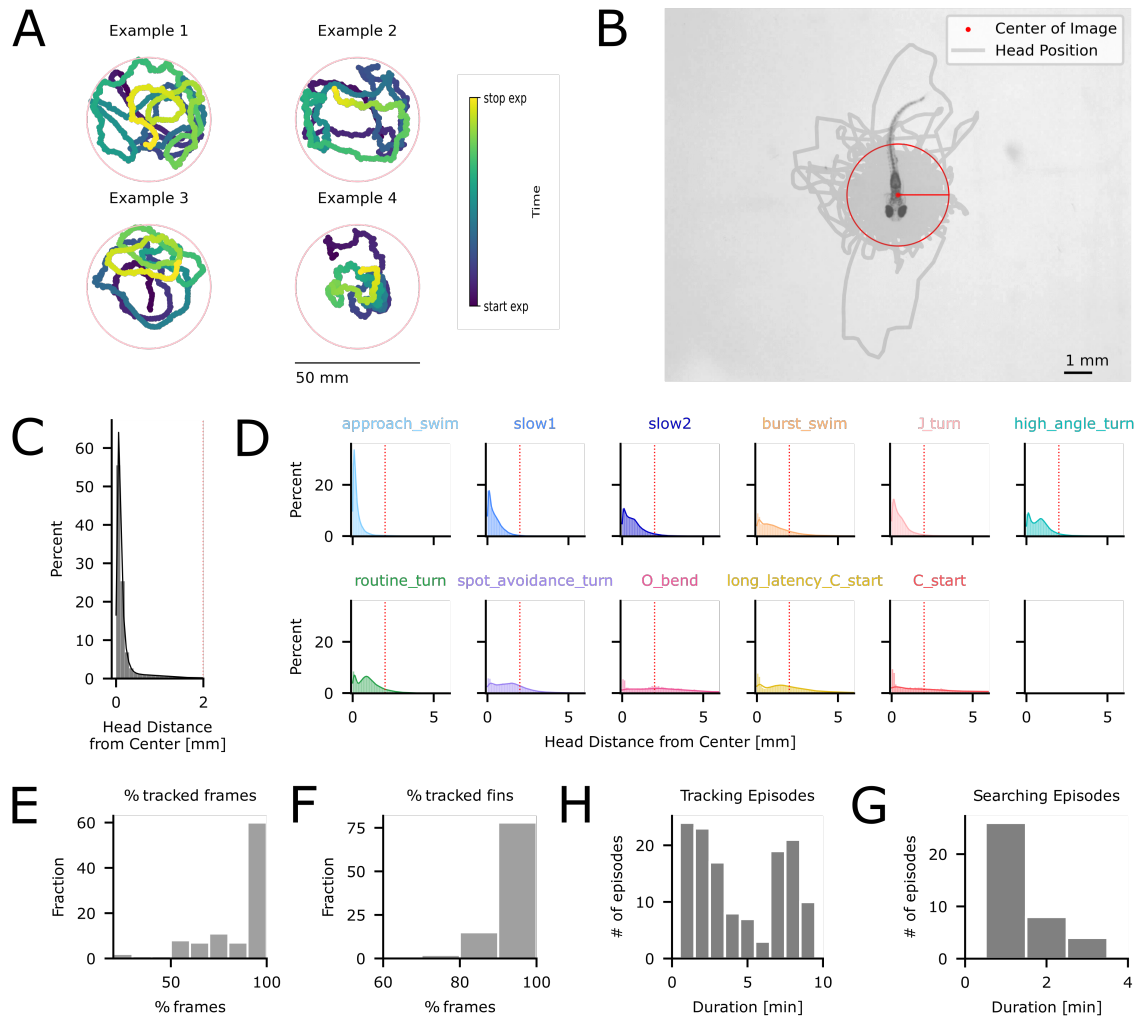 A
Example 1
Example 2
Example 3
Example 4
stop exp
start exp
Time
50 mm
B
Center of Image
Head Position
1 mm
C
60
50
40
30
20
10
0
Percent
0
2
Head Distance
from Center [mm]
D
approach_swim
slow1
slow2
burst_swim
J_turn
high_angle_turn
Percent
20
0
routine_turn
spot_avoidance_turn
O_bend
long_latency_C_start
C_start
Percent
20
0
0 5 0 5 0 5 0 5 0 5 0 5
Head Distance from Center [mm]
E
% tracked frames
Fraction
60
40
20
0
50 100
% frames
F
% tracked fins
Fraction
75
50
25
0
60 80 100
% frames
H
Tracking Episodes
# of episodes
20
10
0
0 5 10
Duration [min]
G
Searching Episodes
# of episodes
20
10
0
0 2 4
Duration [min]